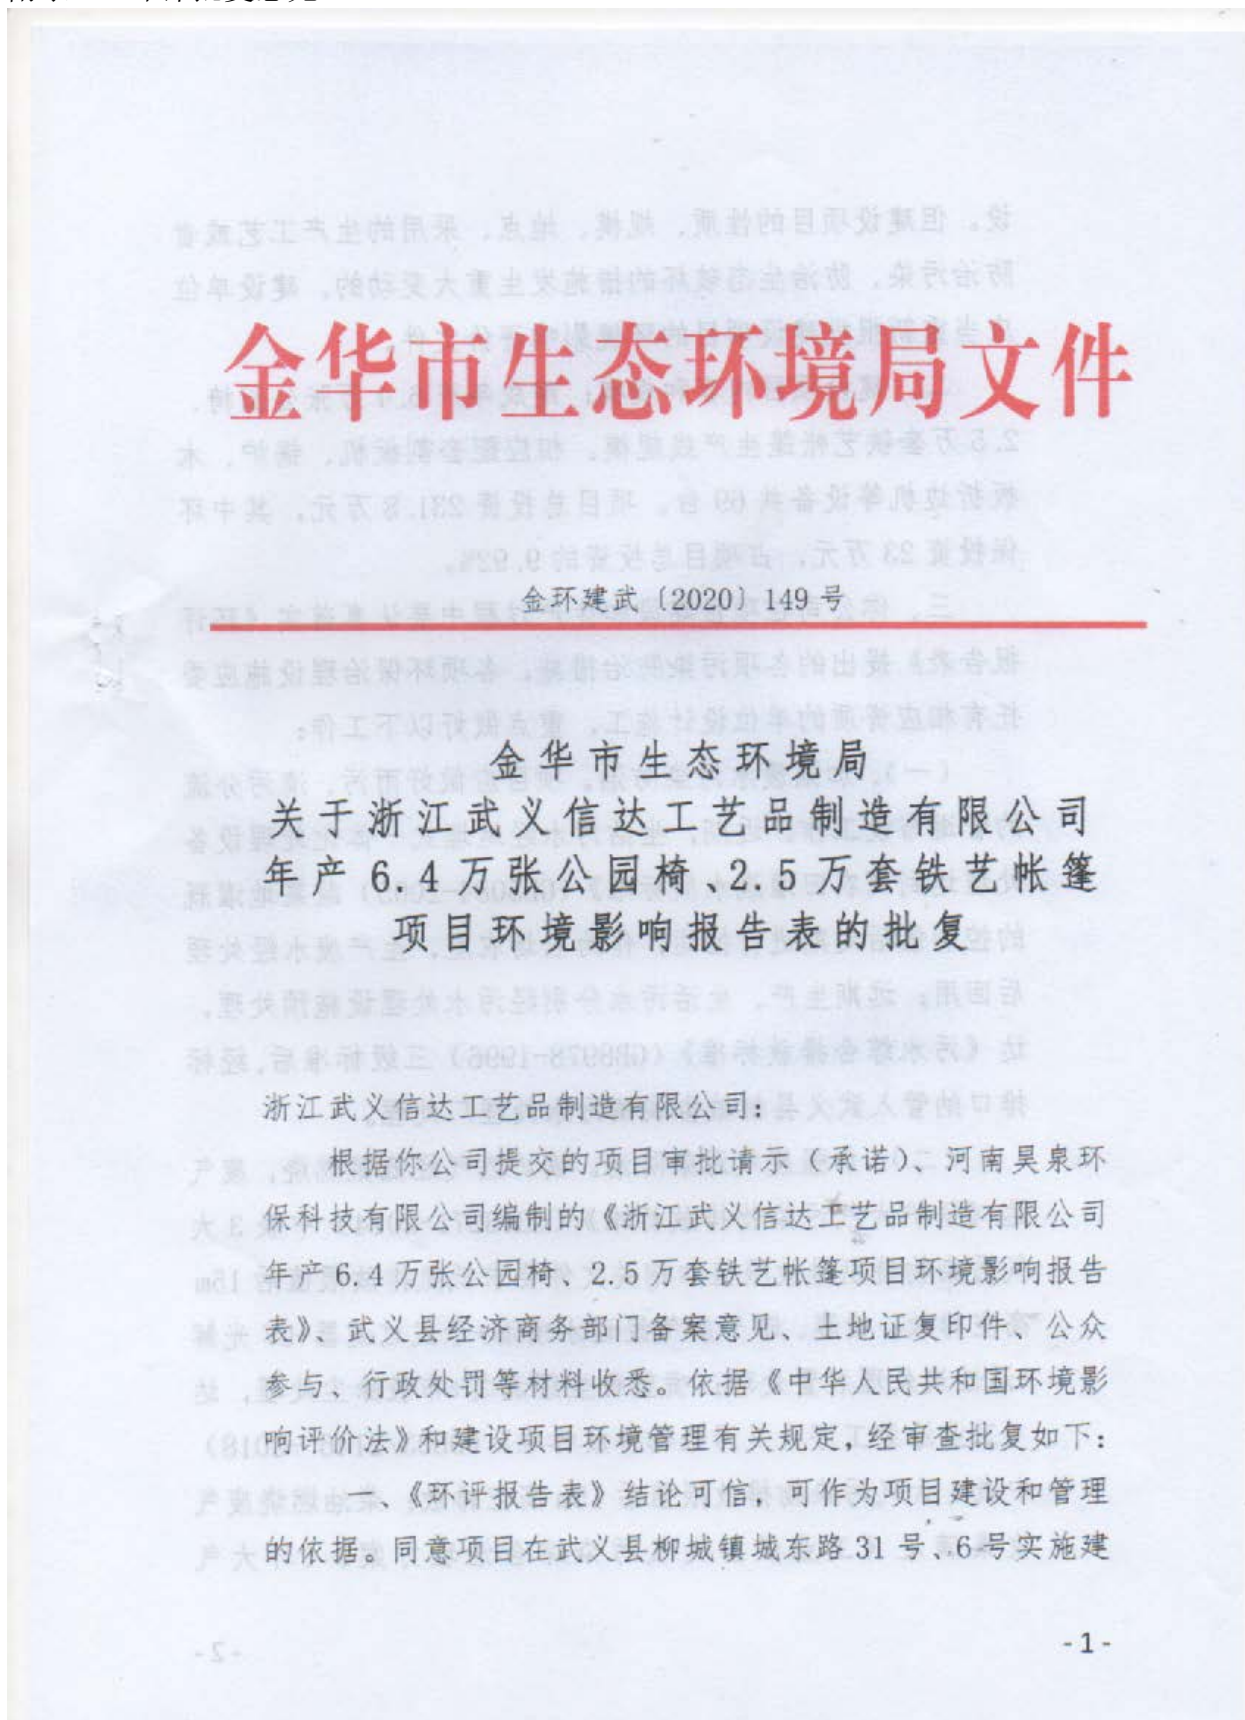 金华市生态环境局文件
金环建武〔2020〕149号
金华市生态环境局
关于浙江武义信达工艺品制造有限公司
年产6.4万张公园椅、2.5万套铁艺帐篷
项目环境影响报告表的批复
浙江武义信达工艺品制造有限公司:
根据你公司提交的项目审批请示（承诺）、河南昊泉环
保科技有限公司编制的《浙江武义信达工艺品制造有限公司
年产6.4万张公园椅、2.5万套铁艺帐篷项目环境影响报告
表》、武义县经济商务部门备案意见、土地证复印件、公众
参与、行政处罚等材料收悉。依据《中华人民共和国环境影
响评价法》和建设项目环境管理有关规定,经审查批复如下:
一、《环评报告表》结论可信，可作为项目建设和管理
的依据。同意项目在武义县柳城镇城东路31号、6号实施建
-1-